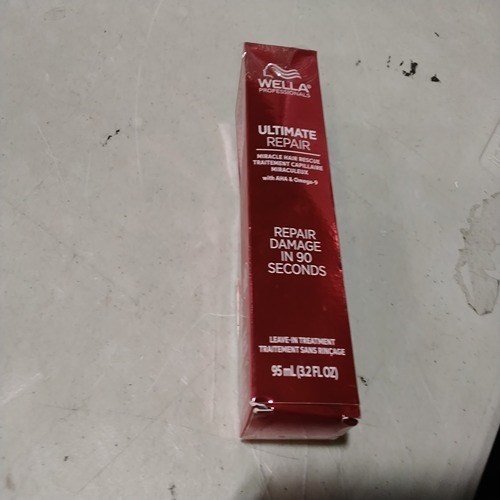 WELLA®
PROFESSIONALS
ULTIMATE
REPAIR
MIRACLE HAIR RESCUE
TRAITEMENT CAPILLAIRE
MIRACULEUX
with AHA & Omega-9
REPAIR
DAMAGE
IN 90
SECONDS
LEAVE-IN TREATMENT
TRAITEMENT SANS RINÇAGE
95 mL (3.2 FL OZ)